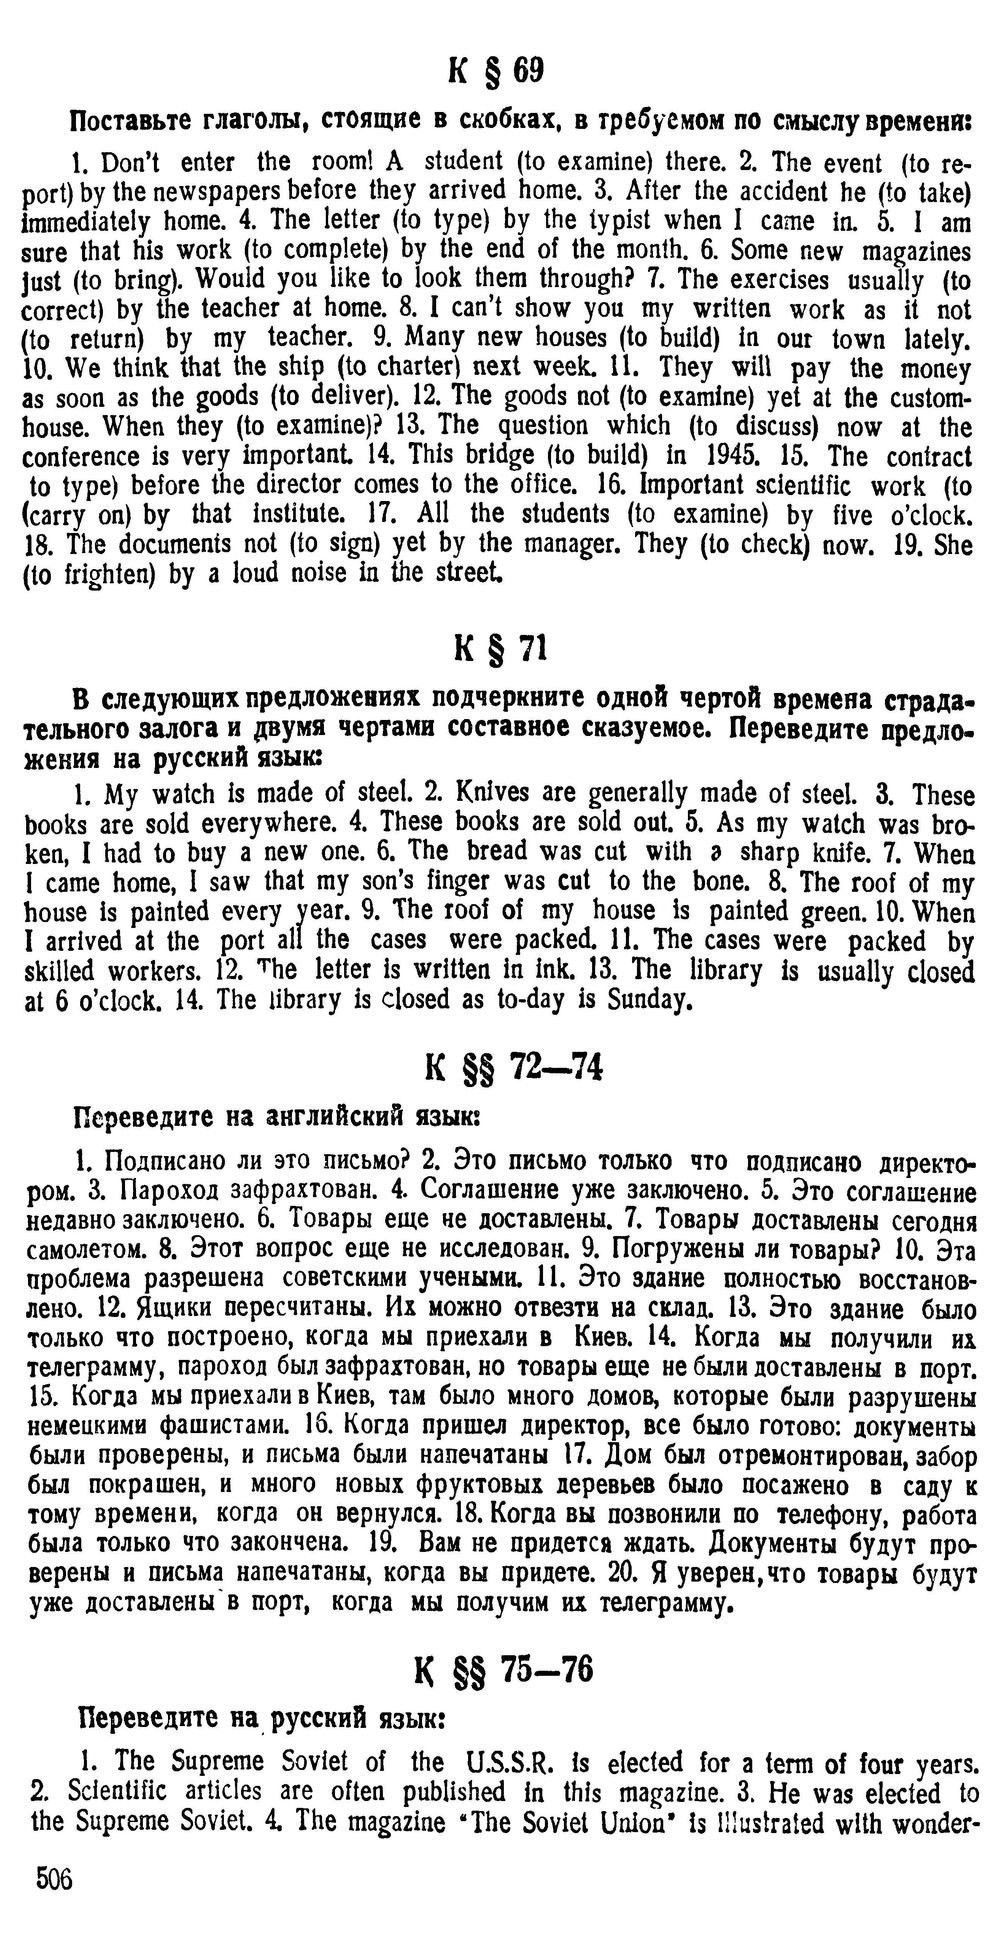 К § 69
Поставьте глаголы, стоящие в скобках, в требуемом по смыслу времени:
1. Don't enter the room! A student (to examine) there. 2. The event (to re-
port) by the newspapers before they arrived home. 3. After the accident he (to take)
immediately home. 4. The letter (to type) by the typist when I came in. 5. I am
sure that his work (to complete) by the end of the month. 6. Some new magazines
just (to bring). Would you like to look them through? 7. The exercises usually (to
correct) by the teacher at home. 8. I can't show you my written work as it not
(to return) by my teacher. 9. Many new houses (to build) in our town lately.
10. We think that the ship (to charter) next week. 11. They will pay the money
as soon as the goods (to deliver). 12. The goods not (to examine) yet at the custom-
house. When they (to examine)? 13. The question which (to discuss) now at the
conference is very important. 14. This bridge (to build) in 1945. 15. The contract
to type) before the director comes to the office. 16. Important scientific work (to
(carry on) by that institute. 17. All the students (to examine) by five o'clock.
18. The documents not (to sign) yet by the manager. They (to check) now. 19. She
(to frighten) by a loud noise in the street.
К § 71
В следующих предложениях подчеркните одной чертой времена страда-
тельного залога и двумя чертами составное сказуемое. Переведите предло-
жения на русский язык:
1. My watch is made of steel. 2. Knives are generally made of steel. 3. These
books are sold everywhere. 4. These books are sold out. 5. As my watch was bro-
ken, I had to buy a new one. 6. The bread was cut with a sharp knife. 7. When
I came home, I saw that my son's finger was cut to the bone. 8. The roof of my
house is painted every year. 9. The roof of my house is painted green. 10. When
I arrived at the port all the cases were packed. 11. The cases were packed by
skilled workers. 12. The letter is written in ink. 13. The library is usually closed
at 6 o'clock. 14. The library is closed as to-day is Sunday.
К §§ 72—74
Переведите на английский язык:
1. Подписано ли это письмо? 2. Это письмо только что подписано директо-
ром. 3. Пароход зафрахтован. 4. Соглашение уже заключено. 5. Это соглашение
недавно заключено. 6. Товары еще не доставлены. 7. Товары доставлены сегодня
самолетом. 8. Этот вопрос еще не исследован. 9. Погружены ли товары? 10. Эта
проблема разрешена советскими учеными. 11. Это здание полностью восстанов-
лено. 12. Ящики пересчитаны. Их можно отвезти на склад. 13. Это здание было
только что построено, когда мы приехали в Киев. 14. Когда мы получили их
телеграмму, пароход был зафрахтован, но товары еще не были доставлены в порт.
15. Когда мы приехали в Киев, там было много домов, которые были разрушены
немецкими фашистами. 16. Когда пришел директор, все было готово: документы
были проверены, и письма были напечатаны 17. Дом был отремонтирован, забор
был покрашен, и много новых фруктовых деревьев было посажено в саду к
тому времени, когда он вернулся. 18. Когда вы позвонили по телефону, работа
была только что закончена. 19. Вам не придется ждать. Документы будут про-
верены и письма напечатаны, когда вы придете. 20. Я уверен, что товары будут
уже доставлены в порт, когда мы получим их телеграмму.
К §§ 75—76
Переведите на русский язык:
1. The Supreme Soviet of the U.S.S.R. is elected for a term of four years.
2. Scientific articles are often published in this magazine. 3. He was elected to
the Supreme Soviet. 4. The magazine "The Soviet Union" is illustrated with wonder-
506